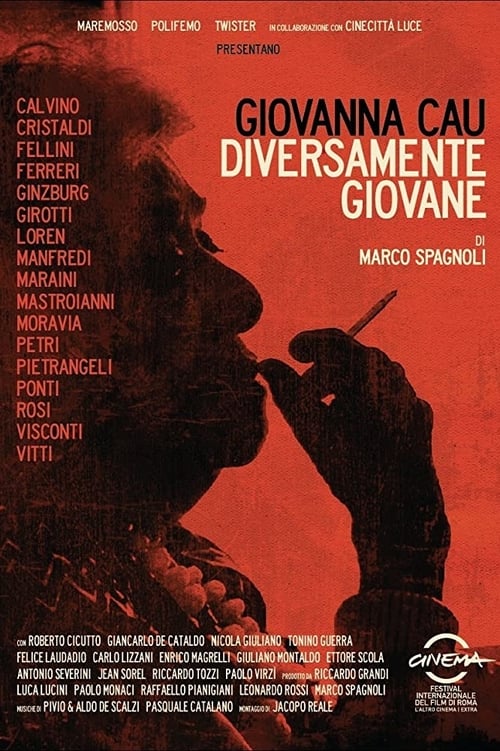 MAREMOSSO POLIFEMO TWISTER IN COLLABORAZIONE CON CINECITTÀ LUCE
PRESENTANO
GIOVANNA CAU
DIVERSAMENTE
GIOVANE
DI
MARCO SPAGNOLI
CALVINO
CRISTALDI
FELLINI
FERRERI
GINZBURG
GIROTTI
LOREN
MANFREDI
MARAINI
MASTROIANNI
MORAVIA
PETRI
PIETRANGELI
PONTI
ROSI
VISCONTI
VITTI
CON ROBERTO CICUTTO GIANCARLO DE CATALDO NICOLA GIULIANO TONINO GUERRA
FELICE LAUDADIO CARLO LIZZANI ENRICO MAGRELLI GIULIANO MONTALDO ETTORE SCOLA
ANTONIO SEVERINI JEAN SOREL RICCARDO TOZZI PAOLO VIRZÌ PRODOTTO DA RICCARDO GRANDI
LUCA LUCINI PAOLO MONACI RAFFAELLO PIANIGIANI LEONARDO ROSSI MARCO SPAGNOLI
MUSICHE DI PIVIO & ALDO DE SCALZI PASQUALE CATALANO MONTAGGIO DI JACOPO REALE
CINEMA
FESTIVAL
INTERNAZIONALE
DEL FILM DI ROMA
L'ALTRO CINEMA | EXTRA